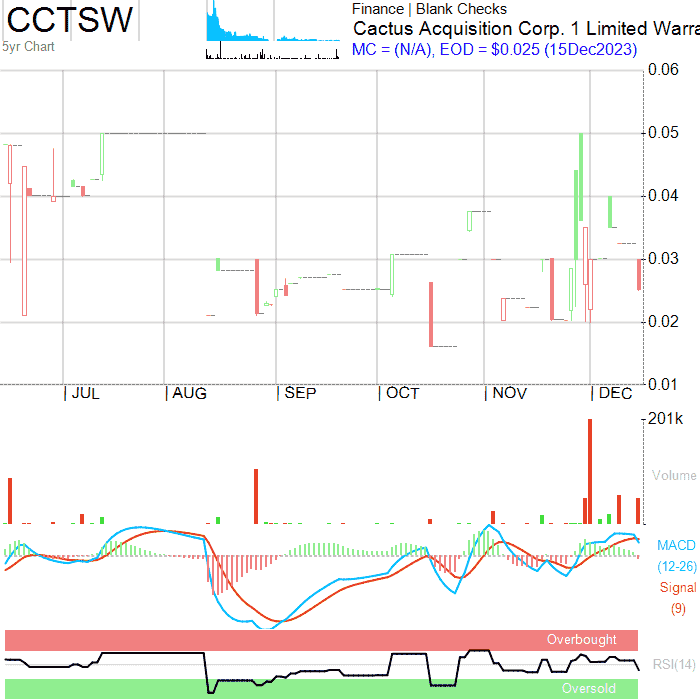 CCTSW
5yr Chart
Finance | Blank Checks
Cactus Acquisition Corp. 1 Limited Warra
MC = (N/A), EOD = $0.025 (15Dec2023)
0.06
0.05
0.04
0.03
0.02
0.01
| JUL | AUG | SEP | OCT | NOV | DEC
201k
Volume
MACD
(12-26)
Signal
(9)
Overbought
RSI(14)
Oversold